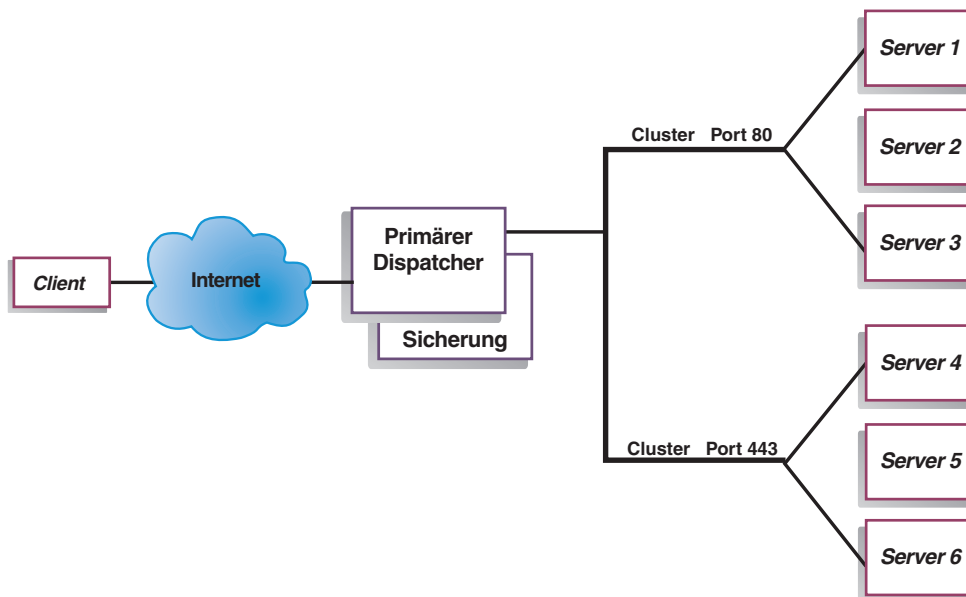 Client
Internet
Primärer
Dispatcher
Sicherung
Cluster Port 80
Server 1
Server 2
Server 3
Cluster Port 443
Server 4
Server 5
Server 6